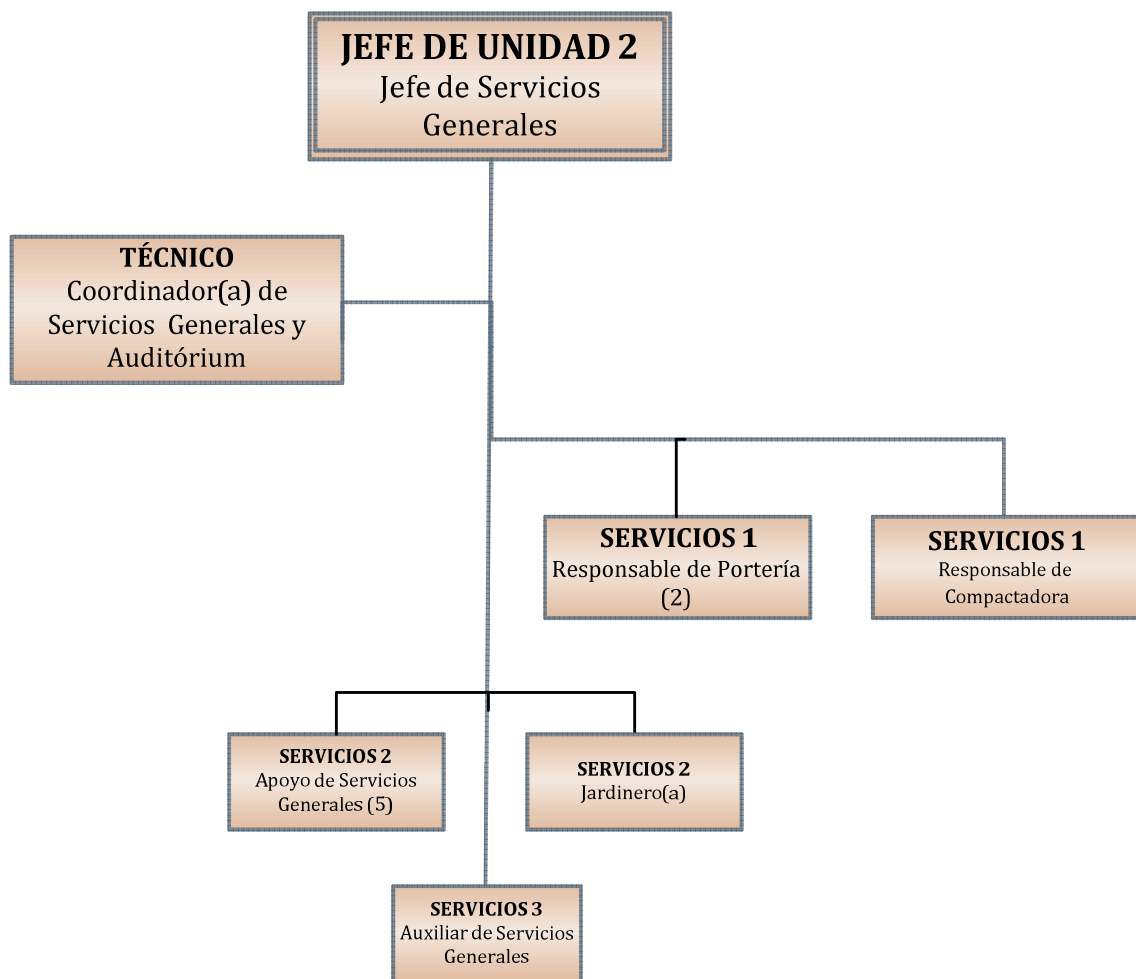 JEFE DE UNIDAD 2
Jefe de Servicios
Generales
TÉCNICO
Coordinador(a) de
Servicios Generales y
Auditórium
SERVICIOS 1
Responsable de Portería
(2)
SERVICIOS 1
Responsable de
Compactadora
SERVICIOS 2
Apoyo de Servicios
Generales (5)
SERVICIOS 2
Jardinero(a)
SERVICIOS 3
Auxiliar de Servicios
Generales